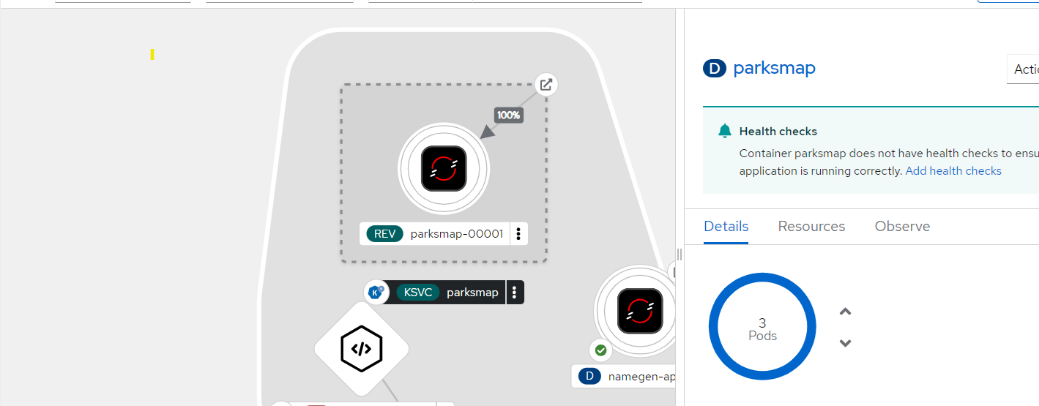 100%
REV parksmap-00001
KSVC parksmap
D namegen-ap
D parksmap
Actio
Health checks
Container parksmap does not have health checks to ensu
application is running correctly. Add health checks
Details Resources Observe
3
Pods